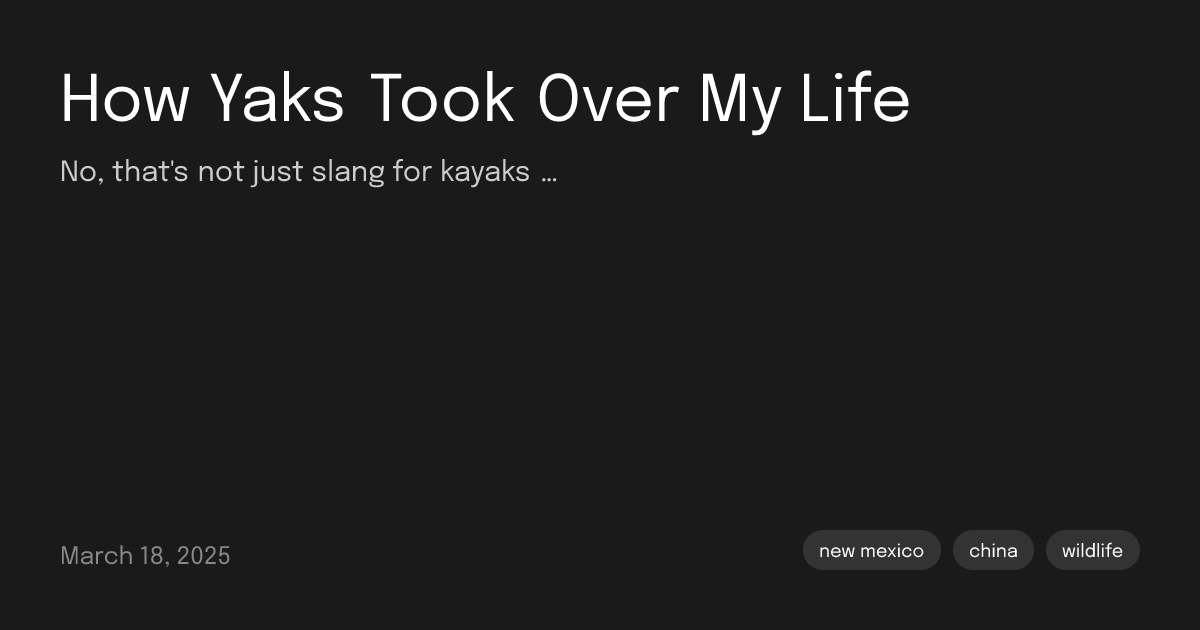 How Yaks Took Over My Life
No, that's not just slang for kayaks ...
March 18, 2025
new mexico china wildlife